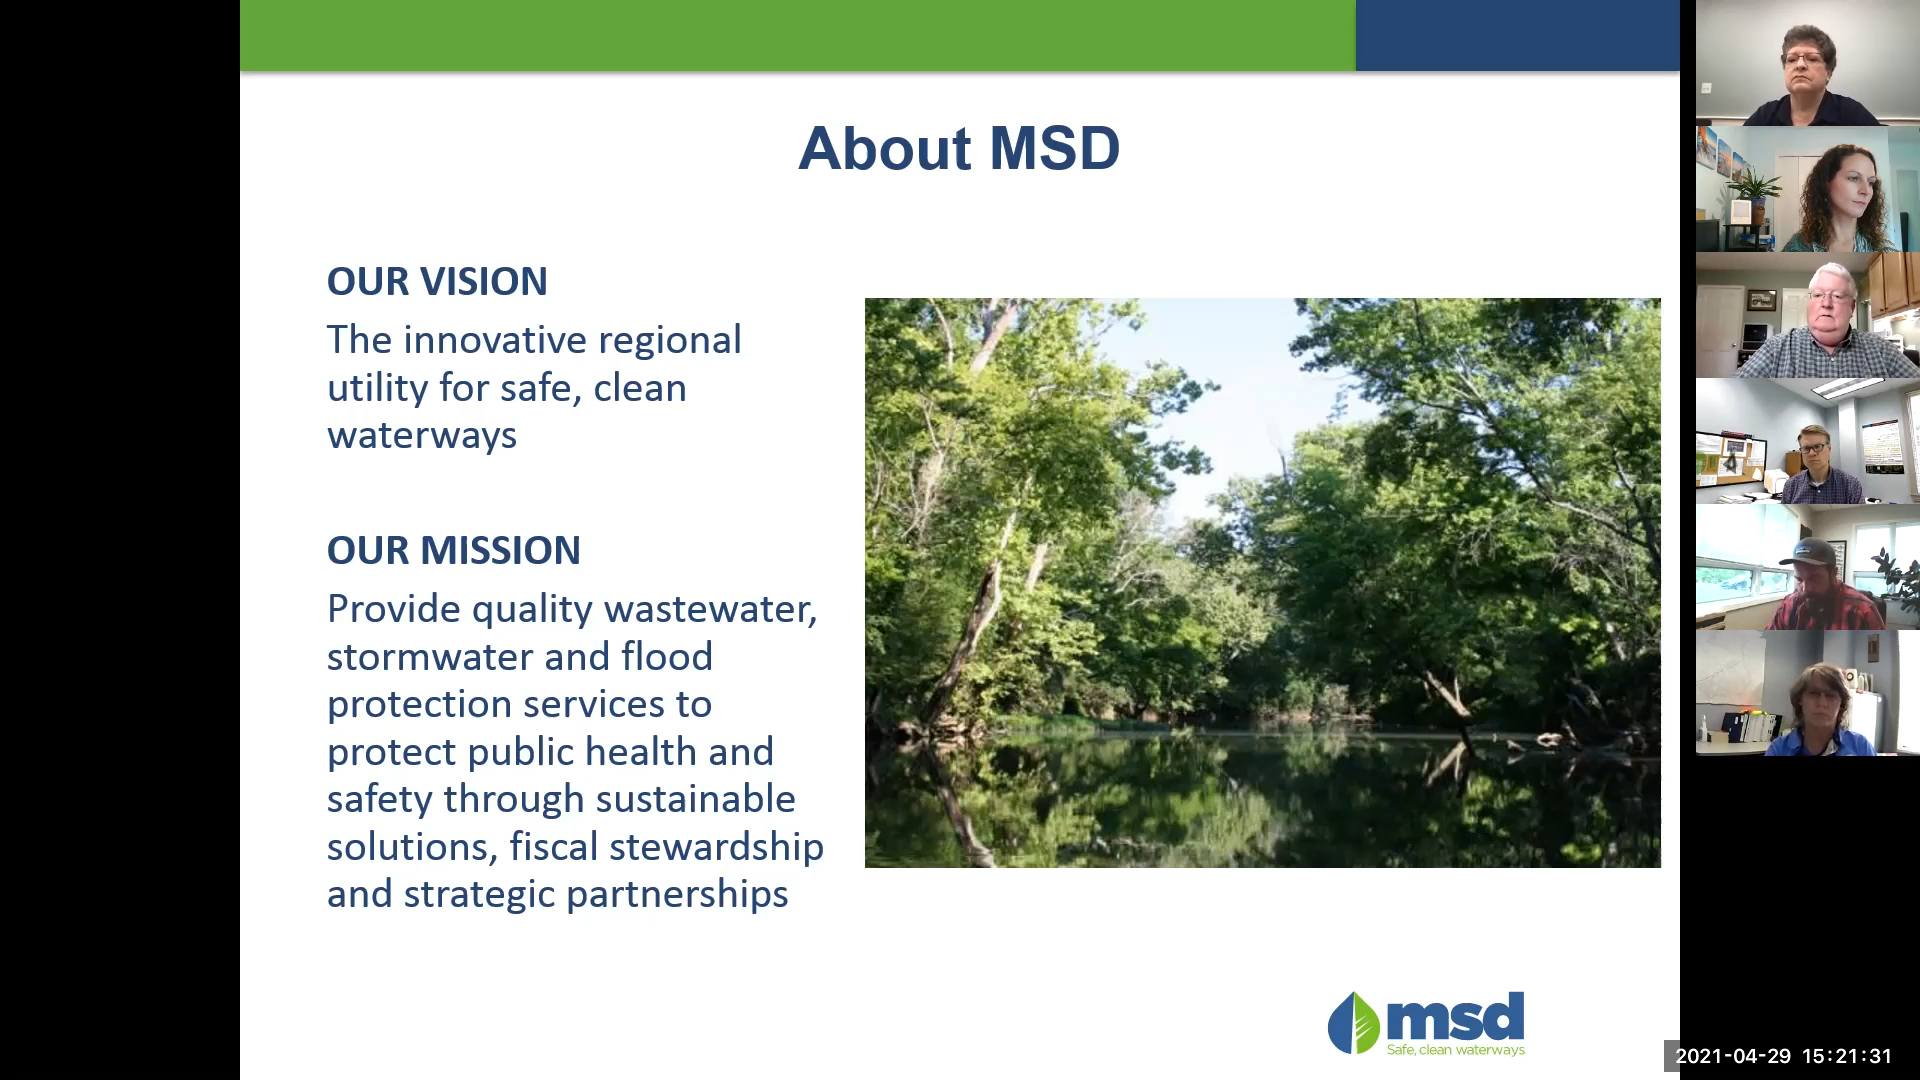 About MSD
OUR VISION
The innovative regional
utility for safe, clean
waterways
OUR MISSION
Provide quality wastewater,
stormwater and flood
protection services to
protect public health and
safety through sustainable
solutions, fiscal stewardship
and strategic partnerships
msd
Safe, clean waterways
2021-04-29 15:21:31